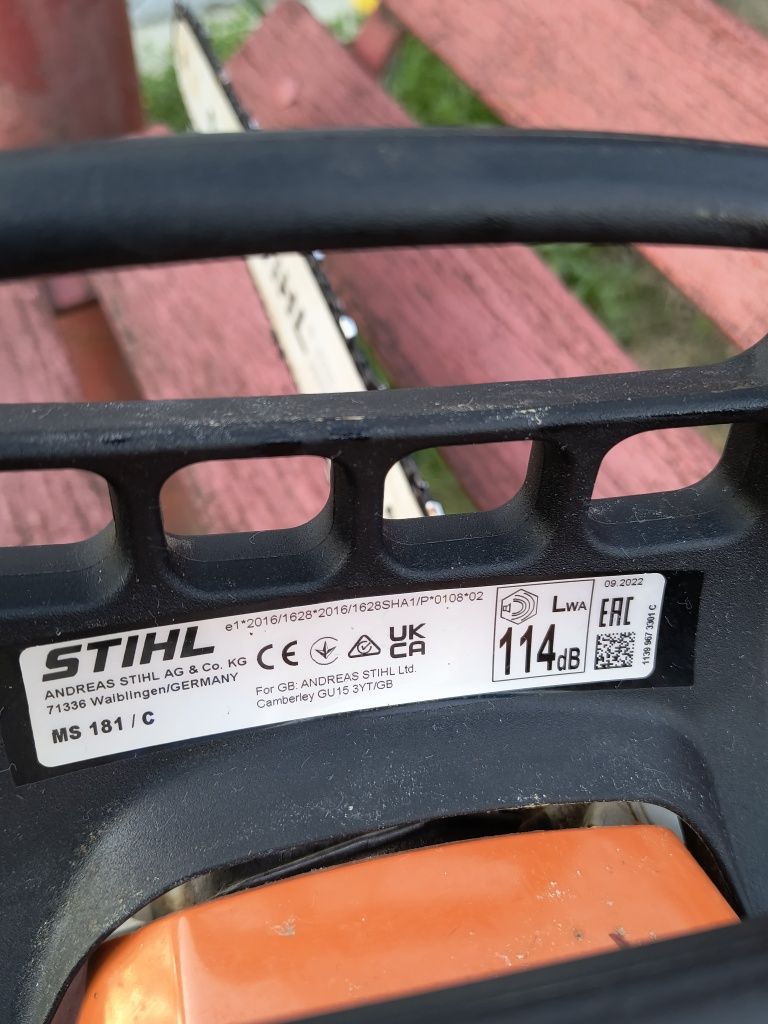 STIHL
e1*2016/1628*2016/1628SHA1/P*0108*02
STIHL
ANDREAS STIHL AG & Co. KG
71336 Waiblingen/GERMANY
MS 181 / C
CE
UK
CA
For GB: ANDREAS STIHL Ltd.
Camberley GU15 3YT/GB
LWA
114dB
09.2022
EAC
1139 967 3301 C